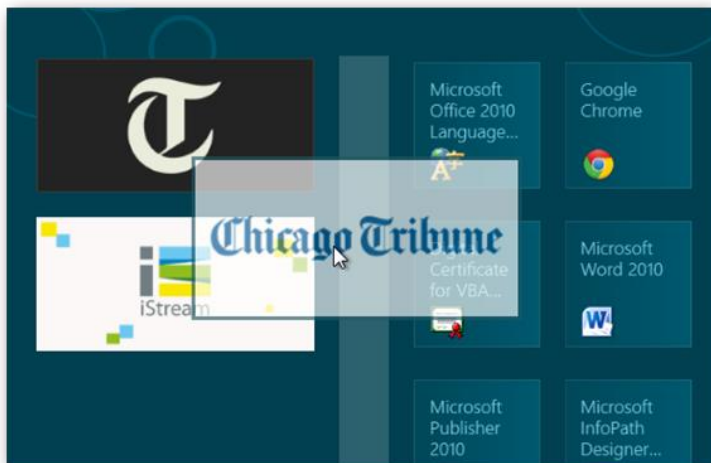 T
Chicago Tribune
iStream
Microsoft
Office 2010
Language...
Google
Chrome
Certificate
for VBA...
Microsoft
Word 2010
Microsoft
Publisher
2010
Microsoft
InfoPath
Designer...